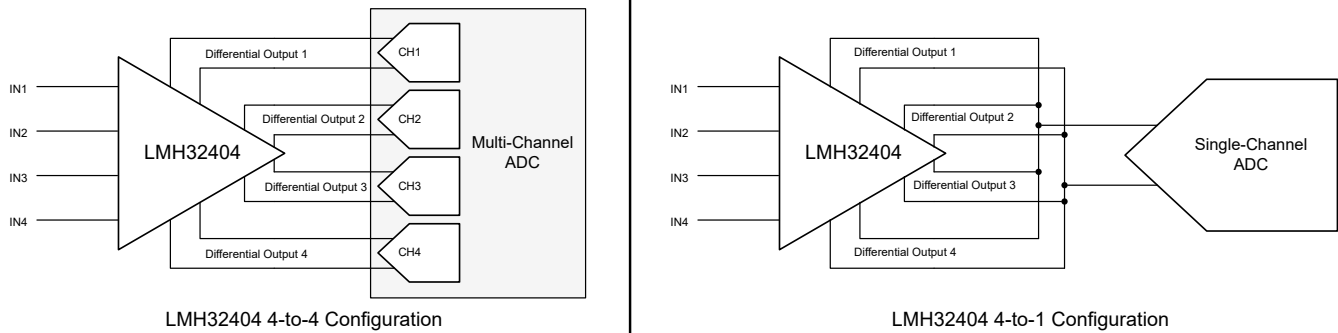 Differential Output 1
CH1
IN1
IN2
IN3
IN4
LMH32404
Differential Output 2
CH2
Multi-Channel
ADC
Differential Output 3
CH3
Differential Output 4
CH4
LMH32404 4-to-4 Configuration
Differential Output 1
IN1
IN2
IN3
IN4
LMH32404
Differential Output 2
Differential Output 3
Differential Output 4
Single-Channel
ADC
LMH32404 4-to-1 Configuration